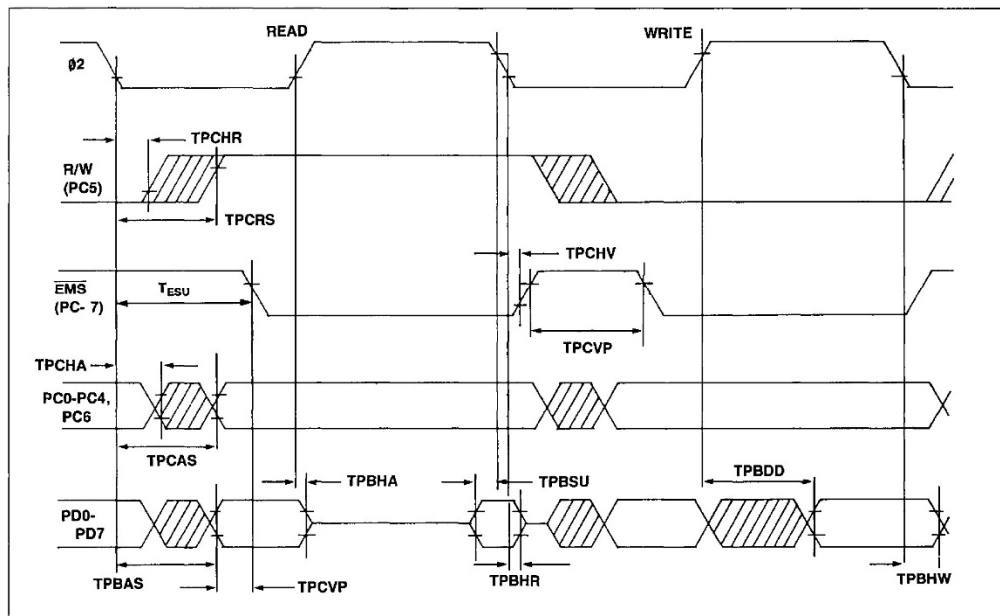 READ
WRITE
ø2
TPCHR
R/W
(PC5)
TPCRS
TPCHV
EMS
(PC- 7)
TESU
TPCVP
TPCHA
PC0-PC4,
PC6
TPCAS
TPBHA
TPBSU
TPBDD
PD0-
PD7
TPBAS
TPCVP
TPBHR
TPBHW